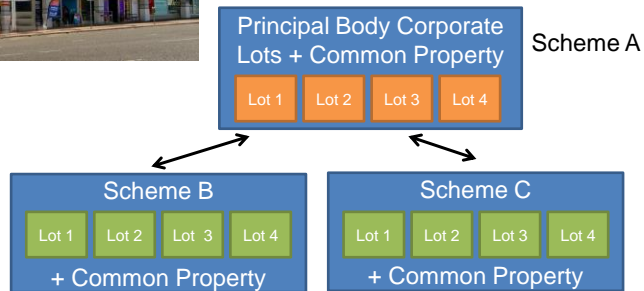 Principal Body Corporate
Lots + Common Property
Scheme A
Lot 1 Lot 2 Lot 3 Lot 4
Scheme B
Lot 1 Lot 2 Lot 3 Lot 4
+ Common Property
Scheme C
Lot 1 Lot 2 Lot 3 Lot 4
+ Common Property